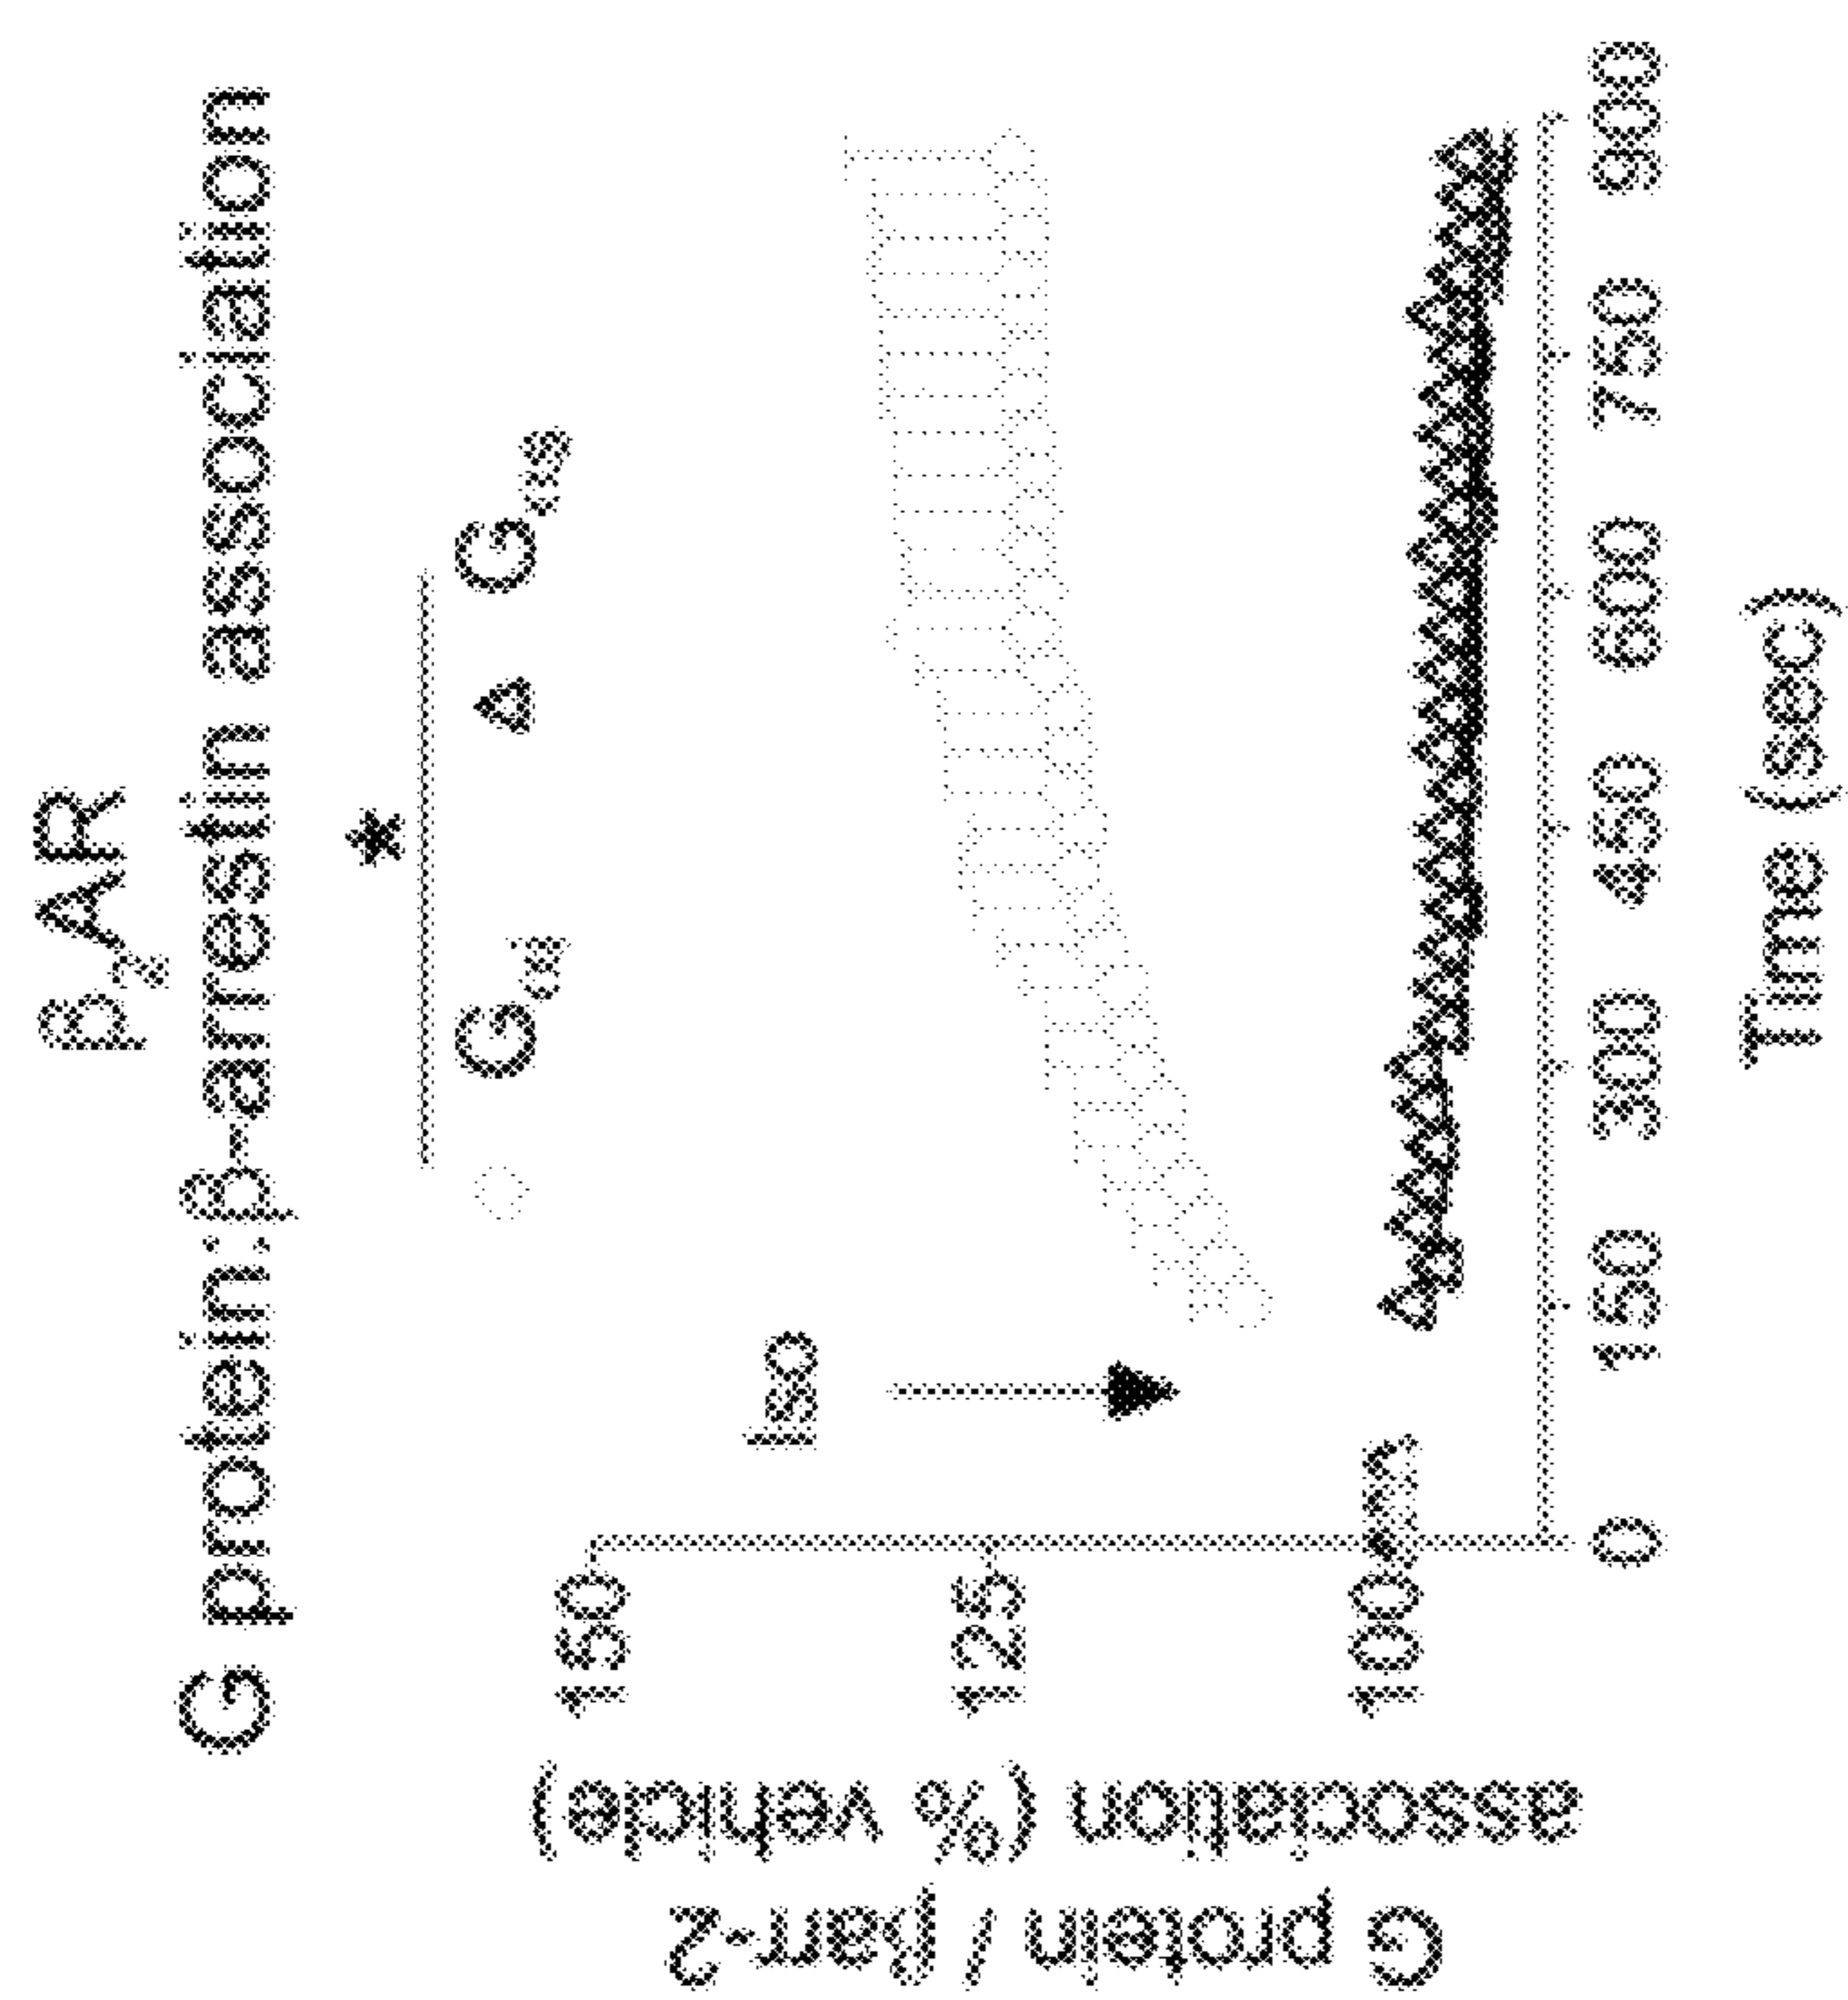 β₂AR
G protein:β-arrestin association
*
Gαi Gαs
Iso
150
125
100
0 150 300 450 600 750 900
Time (sec)
G protein / βarr-2
association (% vehicle)